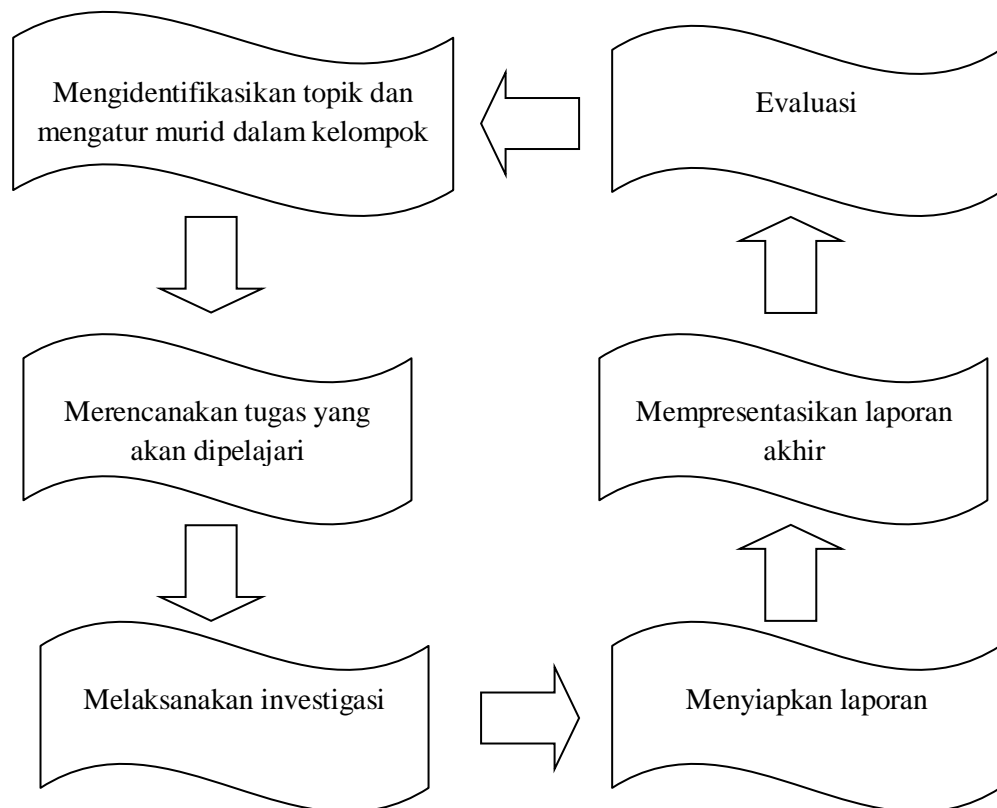 Mengidentifikasikan topik dan
mengatur murid dalam kelompok
Evaluasi
Merencanakan tugas yang
akan dipelajari
Mempresentasikan laporan
akhir
Melaksanakan investigasi
Menyiapkan laporan